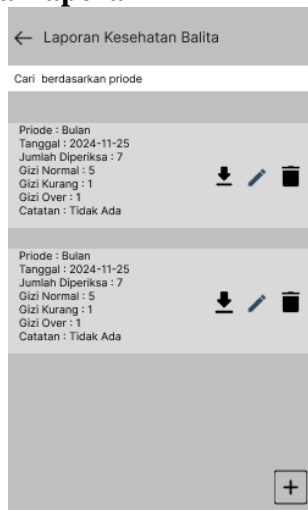 Laporan Kesehatan Balita
Cari berdasarkan priode
Priode : Bulan
Tanggal : 2024-11-25
Jumlah Diperiksa : 7
Gizi Normal : 5
Gizi Kurang : 1
Gizi Over : 1
Catatan : Tidak Ada
Priode : Bulan
Tanggal : 2024-11-25
Jumlah Diperiksa : 7
Gizi Normal : 5
Gizi Kurang : 1
Gizi Over : 1
Catatan : Tidak Ada